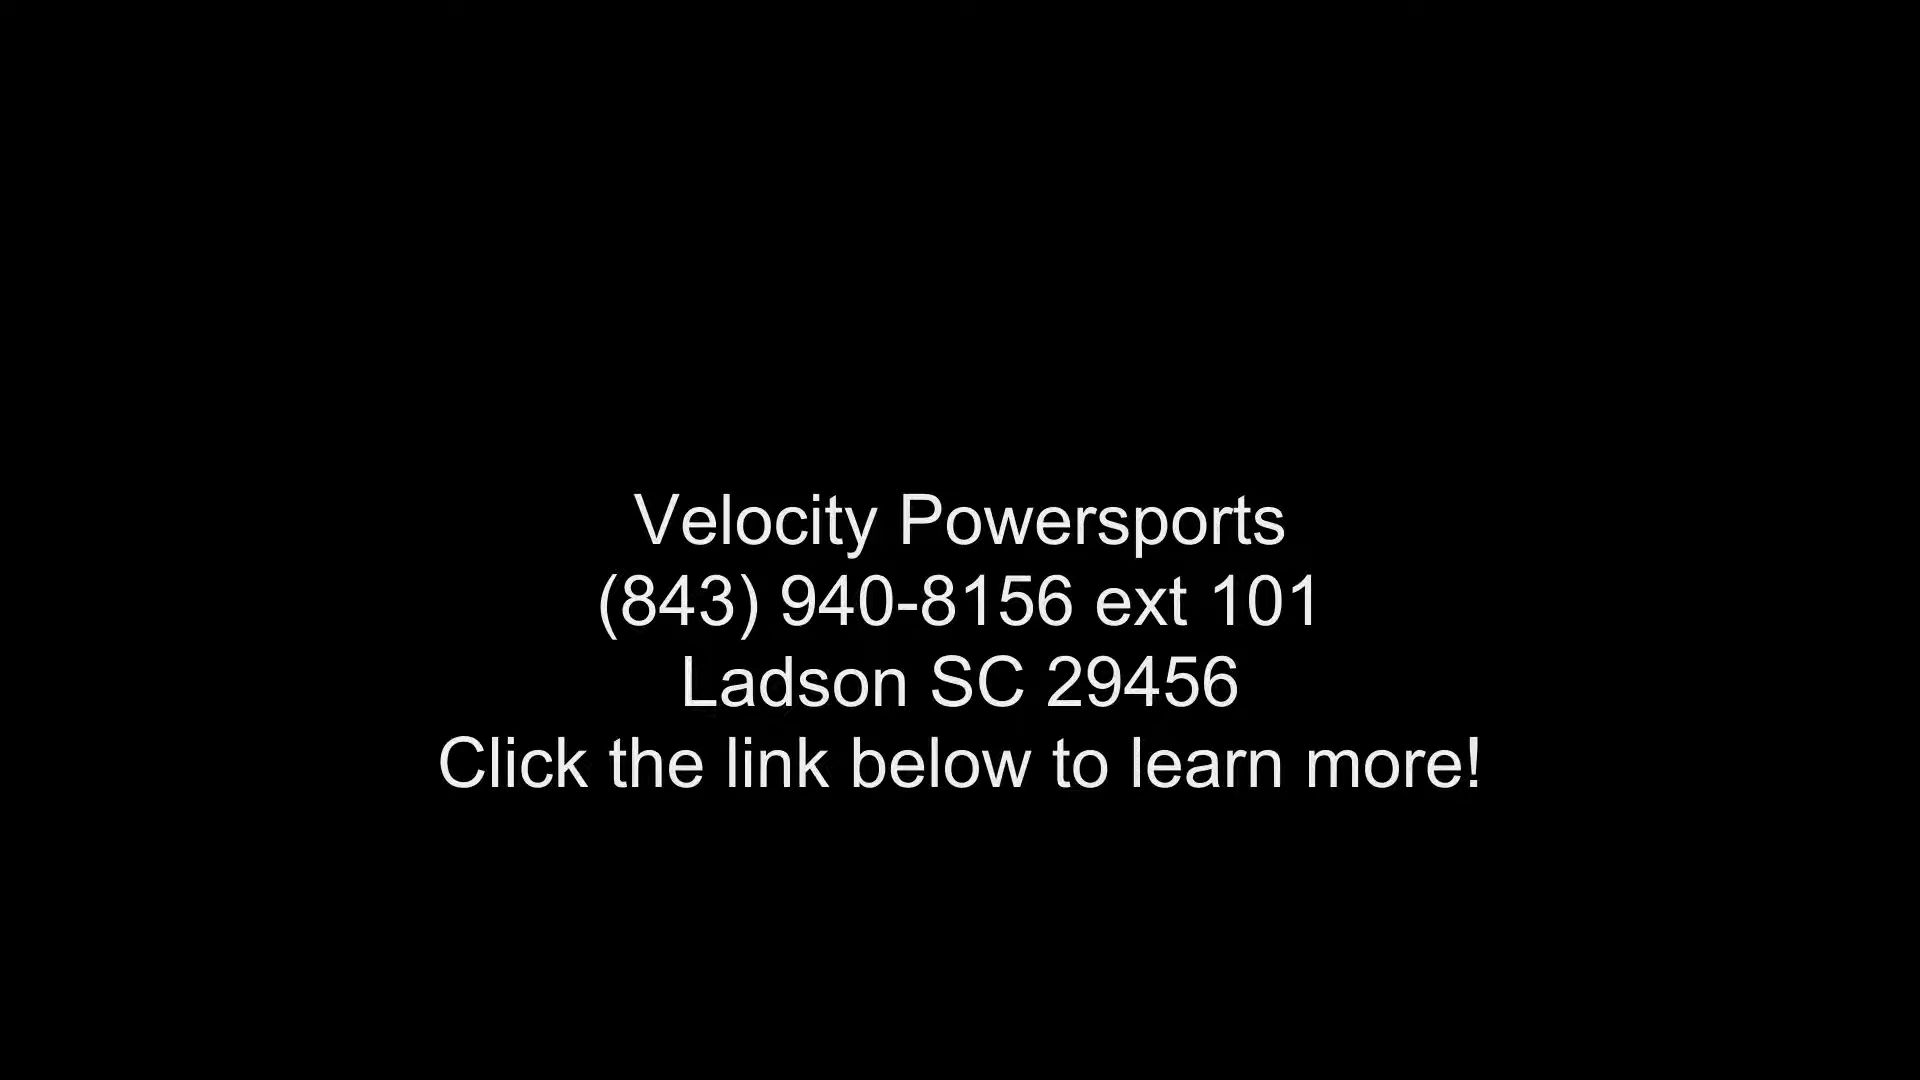 Velocity Powersports
(843) 940-8156 ext 101
Ladson SC 29456
Click the link below to learn more!